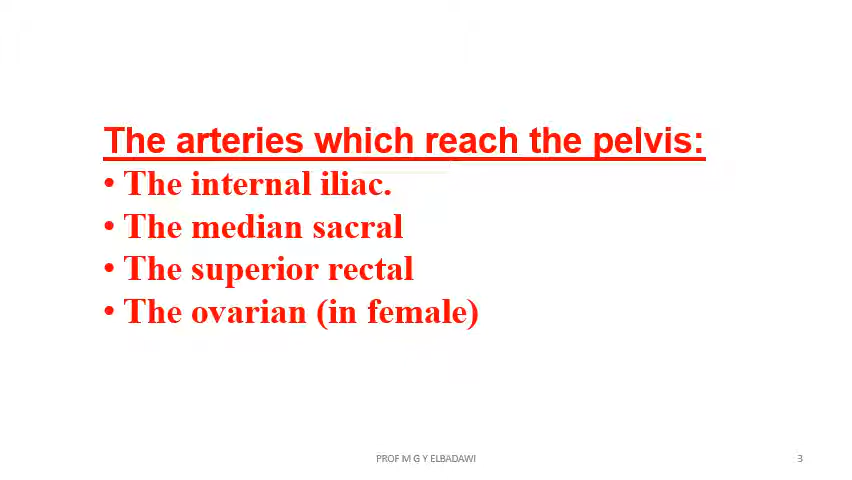 The arteries which reach the pelvis:
• The internal iliac.
• The median sacral
• The superior rectal
• The ovarian (in female)
PROF M G Y ELBADAWI
3